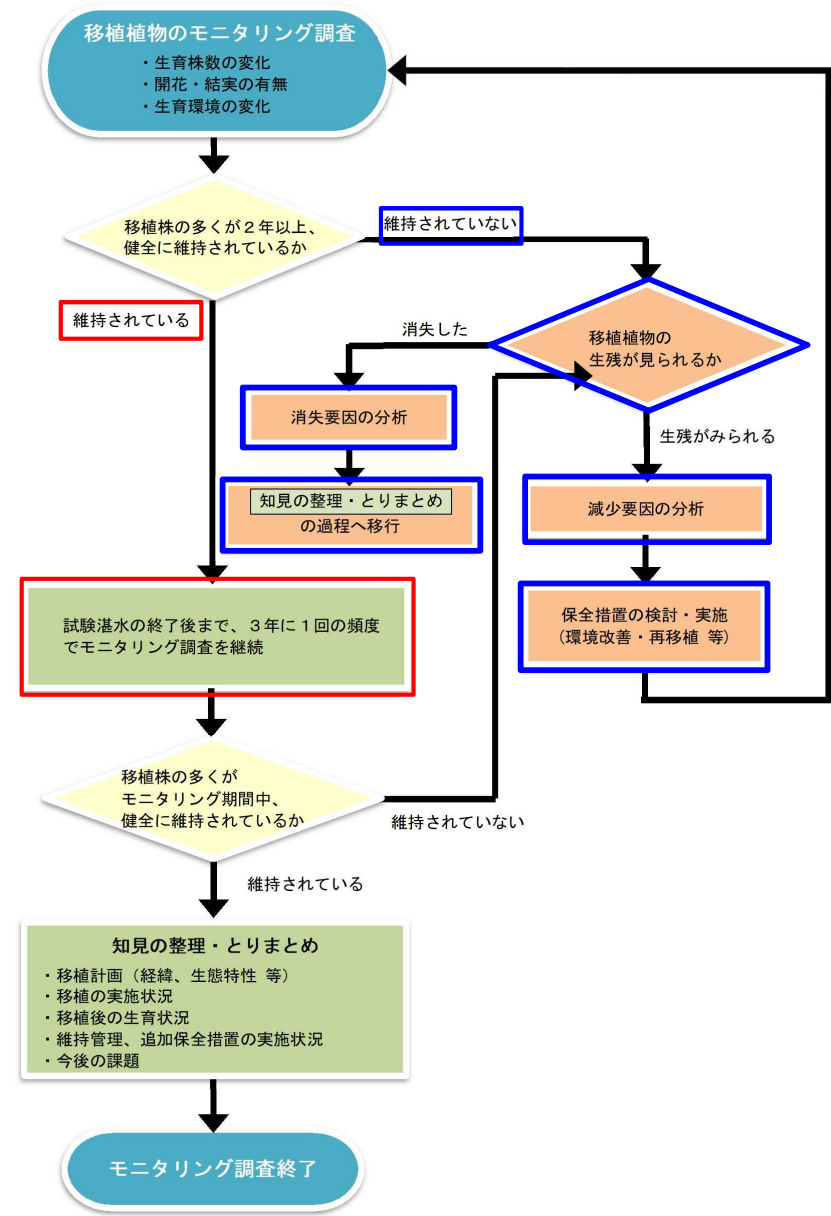 移植植物のモニタリング調査
・生育株数の変化
・開花・結実の有無
・生育環境の変化
移植株の多くが２年以上、
健全に維持されているか
維持されていない
維持されている
移植植物の
生残が見られるか
消失した
消失要因の分析
知見の整理・とりまとめ
の過程へ移行
生残がみられる
減少要因の分析
保全措置の検討・実施
(環境改善・再移植 等)
試験湛水の終了後まで、３年に１回の頻度
でモニタリング調査を継続
移植株の多くが
モニタリング期間中、
健全に維持されているか
維持されていない
維持されている
知見の整理・とりまとめ
・移植計画（経緯、生態特性 等）
・移植の実施状況
・移植後の生育状況
・維持管理、追加保全措置の実施状況
・今後の課題
モニタリング調査終了